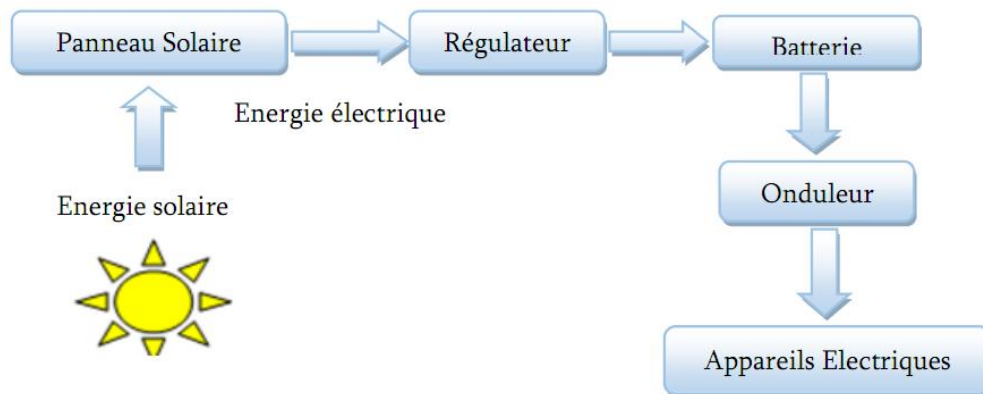 Panneau Solaire
Régulateur
Batterie
Energie électrique
Onduleur
Energie solaire
Appareils Electriques